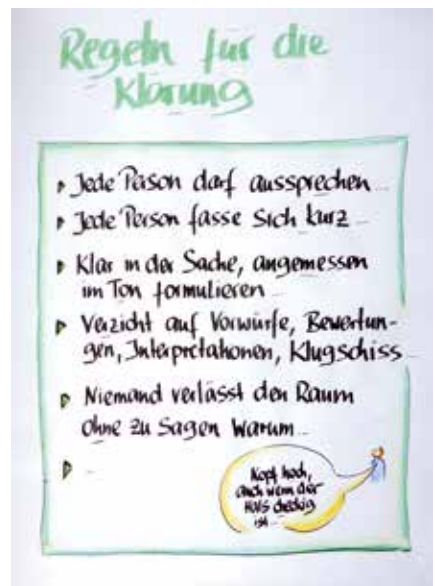 Regeln für die
Klärung
Jede Person darf aussprechen...
Jede Person fasse sich kurz...
Klar in der Sache, angemessen
im Ton formulieren...
Verzicht auf Vorwürfe, Bewertun-
gen, Interpretationen, Klugschiss...
Niemand verlässt den Raum
ohne zu Sagen Warum...
...
Kopf hoch,
auch wenn der
Hals dreckig
ist...